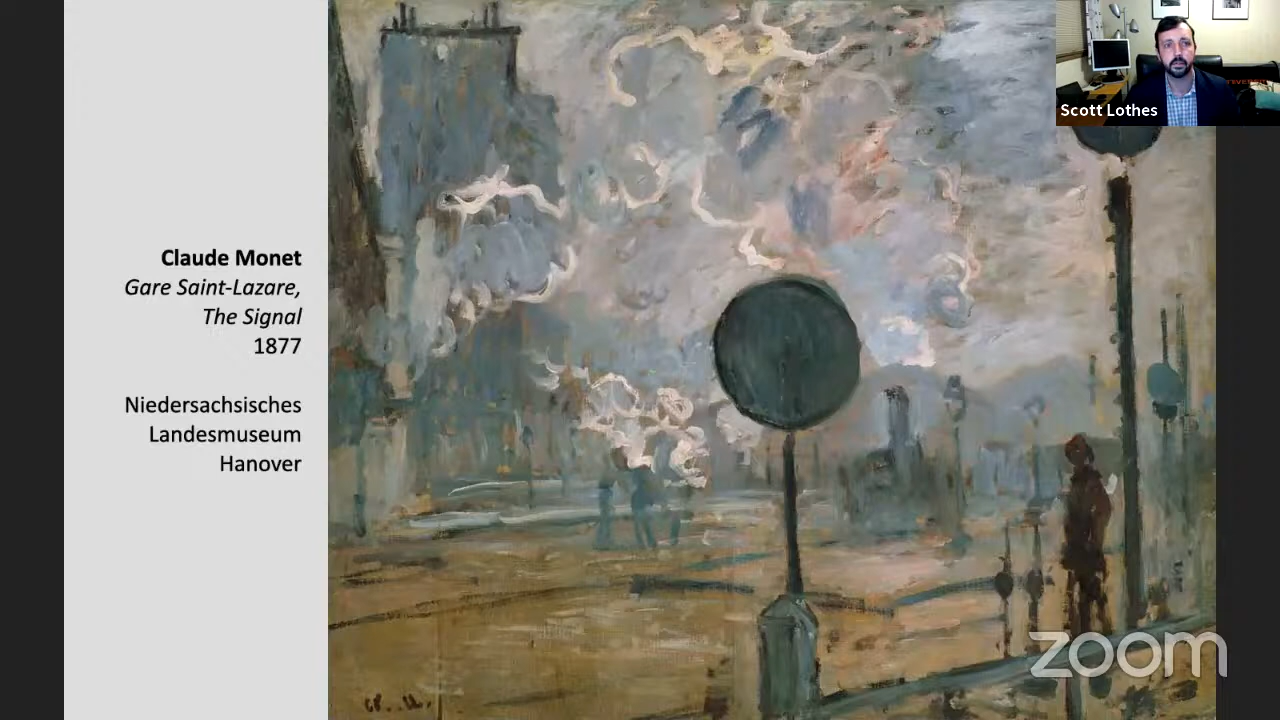 Claude Monet
Gare Saint-Lazare,
The Signal
1877
Niedersachsisches
Landesmuseum
Hanover
Scott Lothes
zoom